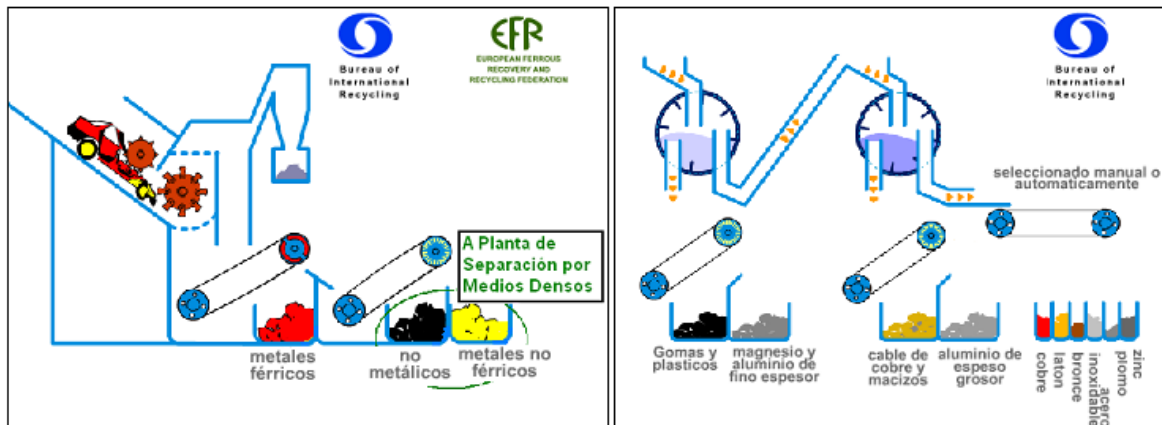 Bureau of
International
Recycling
EFR
EUROPEAN FERROUS
RECOVERY AND
RECYCLING FEDERATION
A Planta de
Separación por
Medios Densos
metales
férricos
no
metálicos
metales no
férricos
Bureau of
International
Recycling
seleccionado manual o
automaticamente
Gomas y
plasticos
magnesio y
aluminio de
fino espesor
cable de
cobre y
macizos
aluminio de
espeso
grosor
cobre
laton
bronce
acero
inoxidable
plomo
zinc